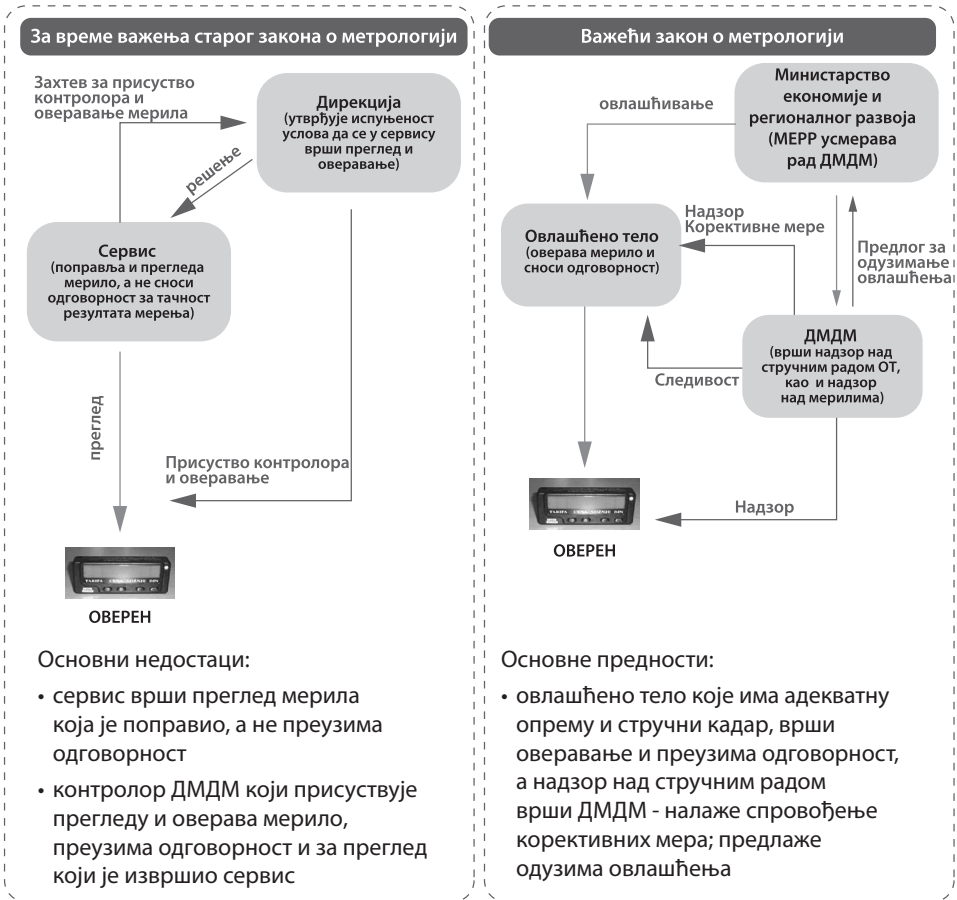 За време важења старог закона о метрологији
Захтев за присуство
контролора и
оверавање мерила
Дирекција
(утврђује испуњеност
услова да се у сервису
врши преглед и
оверавање)
решење
Сервис
(поправља и прегледа
мерило, а не сноси
одговорност за тачност
резултата мерења)
преглед
Присуство контролора
и оверавање
ОВЕРЕН
Основни недостаци:
• сервис врши преглед мерила
која је поправио, а не преузима
одговорност
• контролор ДМДМ који присуствује
прегледу и оверава мерило,
преузима одговорност и за преглед
који је извршио сервис
Важећи закон о метрологији
овлашћивање
Министарство
економије и
регионалног развоја
(МЕРР усмерава
рад ДМДМ)
Овлашћено тело
(оверава мерило и
сноси одговорност)
Надзор
Корективне мере
Предлог за
одузимање
овлашћења
ДМДМ
(врши надзор над
стручним радом ОТ,
као и надзор
над мерилима)
Следивост
Надзор
ОВЕРЕН
Основне предности:
• овлашћено тело које има адекватну
опрему и стручни кадар, врши
оверавање и преузима одговорност,
а надзор над стручним радом
врши ДМДМ - налаже спровођење
корективних мера; предлаже
одузима овлашћења